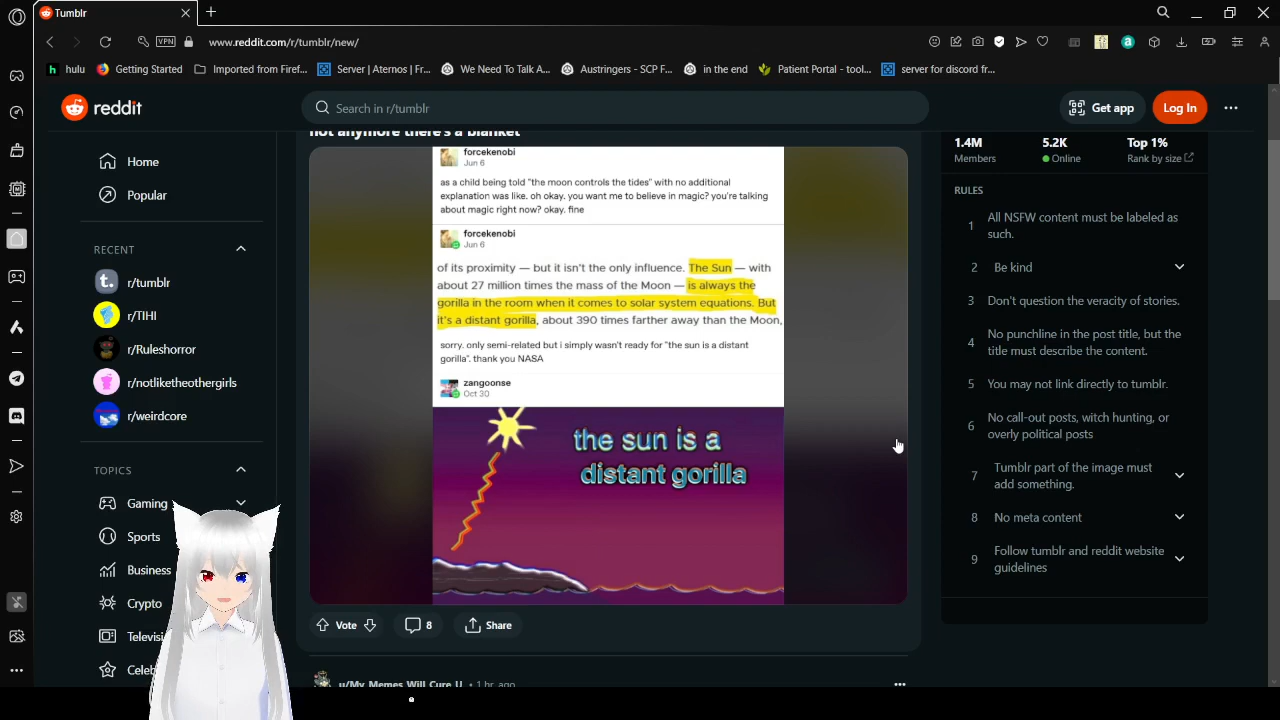 Tumblr
VPN
www.reddit.com/r/tumblr/new/
hulu
Getting Started
Imported from Firef...
Server | Aternos | Fr...
We Need To Talk A...
Austringers - SCP F...
in the end
Patient Portal - tool...
server for discord fr...
reddit
Search in r/tumblr
Get app
Log In
Home
Popular
RECENT
r/tumblr
r/TIHI
r/Ruleshorror
r/notliketheothergirls
r/weirdcore
TOPICS
Gaming
Sports
Business
Crypto
Televisi
Celeb
not anymore there's a blanket
forcekenobi
Jun 6
as a child being told "the moon controls the tides" with no additional
explanation was like. oh okay. you want me to believe in magic? you're talking
about magic right now? okay. fine
forcekenobi
Jun 6
of its proximity — but it isn't the only influence. The Sun — with
about 27 million times the mass of the Moon — is always the
gorilla in the room when it comes to solar system equations. But
it's a distant gorilla, about 390 times farther away than the Moon,
sorry. only semi-related but i simply wasn't ready for "the sun is a distant
gorilla". thank you NASA
zangoonse
Oct 30
the sun is a
distant gorilla
Vote
8
Share
u/My_Memes_Will_Cure_U • 1 hr. ago
1.4M
Members
5.2K
Online
Top 1%
Rank by size
RULES
1 All NSFW content must be labeled as
such.
2 Be kind
3 Don't question the veracity of stories.
4 No punchline in the post title, but the
title must describe the content.
5 You may not link directly to tumblr.
6 No call-out posts, witch hunting, or
overly political posts
7 Tumblr part of the image must
add something.
8 No meta content
9 Follow tumblr and reddit website
guidelines